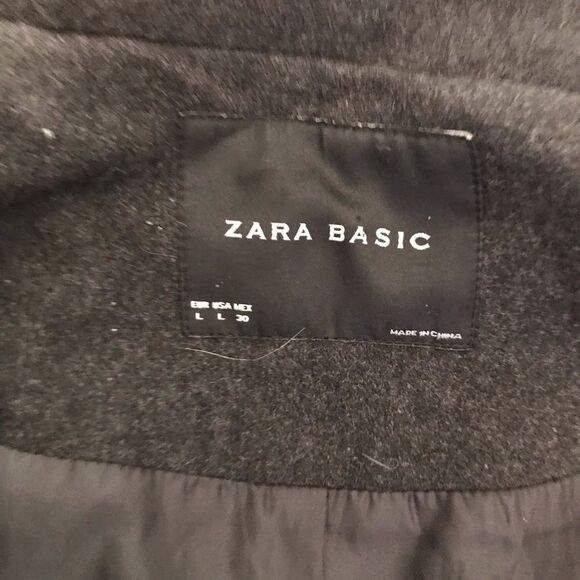 ZARA BASIC
EUR USA MEX
L L 30
MADE IN CHINA